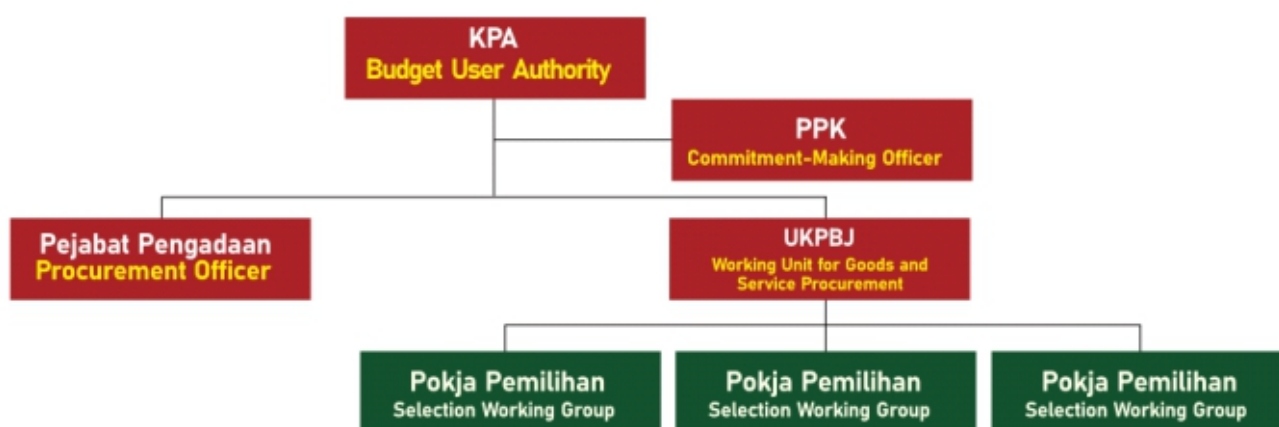 KPA
Budget User Authority
PPK
Commitment-Making Officer
Pejabat Pengadaan
Procurement Officer
UKPBJ
Working Unit for Goods and
Service Procurement
Pokja Pemilihan
Selection Working Group
Pokja Pemilihan
Selection Working Group
Pokja Pemilihan
Selection Working Group